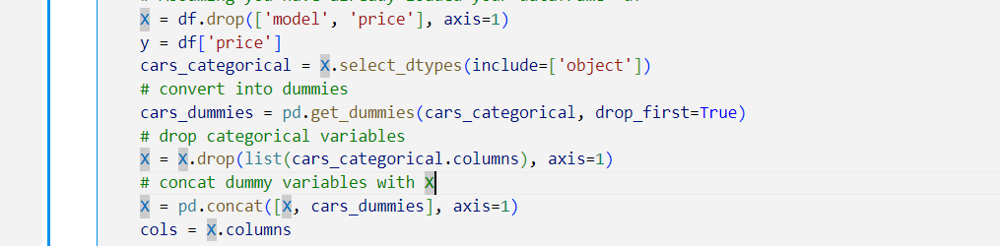 X = df.drop(['model', 'price'], axis=1)
y = df['price']
cars_categorical = X.select_dtypes(include=['object'])
# convert into dummies
cars_dummies = pd.get_dummies(cars_categorical, drop_first=True)
# drop categorical variables
X = X.drop(list(cars_categorical.columns), axis=1)
# concat dummy variables with X
X = pd.concat([X, cars_dummies], axis=1)
cols = X.columns